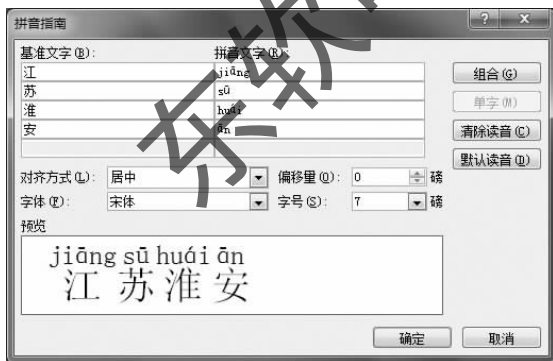 拼音指南
? X
基准文字(B): 拼音文字(R):
江 jiāng
苏 sū
淮 huái
安 ān
组合(G)
单字(M)
清除读音(C)
默认读音(D)
对齐方式(L): 居中 偏移量(O): 0 磅
字体(F): 宋体 字号(S): 7 磅
预览
jiāng sū huái ān
江 苏 淮 安
确定 取消
东软